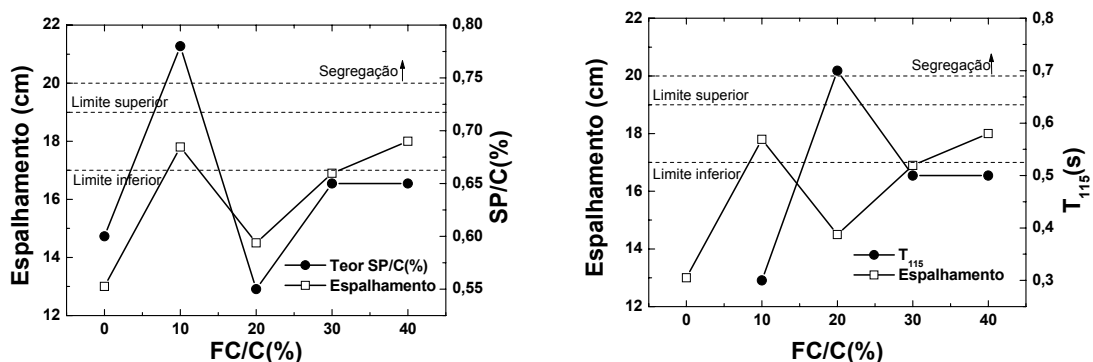 22
20
18
16
14
12
Espalhamento (cm)
0,80
0,75
0,70
0,65
0,60
0,55
SP/C(%)
Segregação
Limite superior
Limite inferior
Teor SP/C(%)
Espalhamento
0 10 20 30 40
FC/C(%)
22
20
18
16
14
12
Espalhamento (cm)
0,8
0,7
0,6
0,5
0,4
0,3
T115(s)
Segregação
Limite superior
Limite inferior
T115
Espalhamento
0 10 20 30 40
FC/C(%)